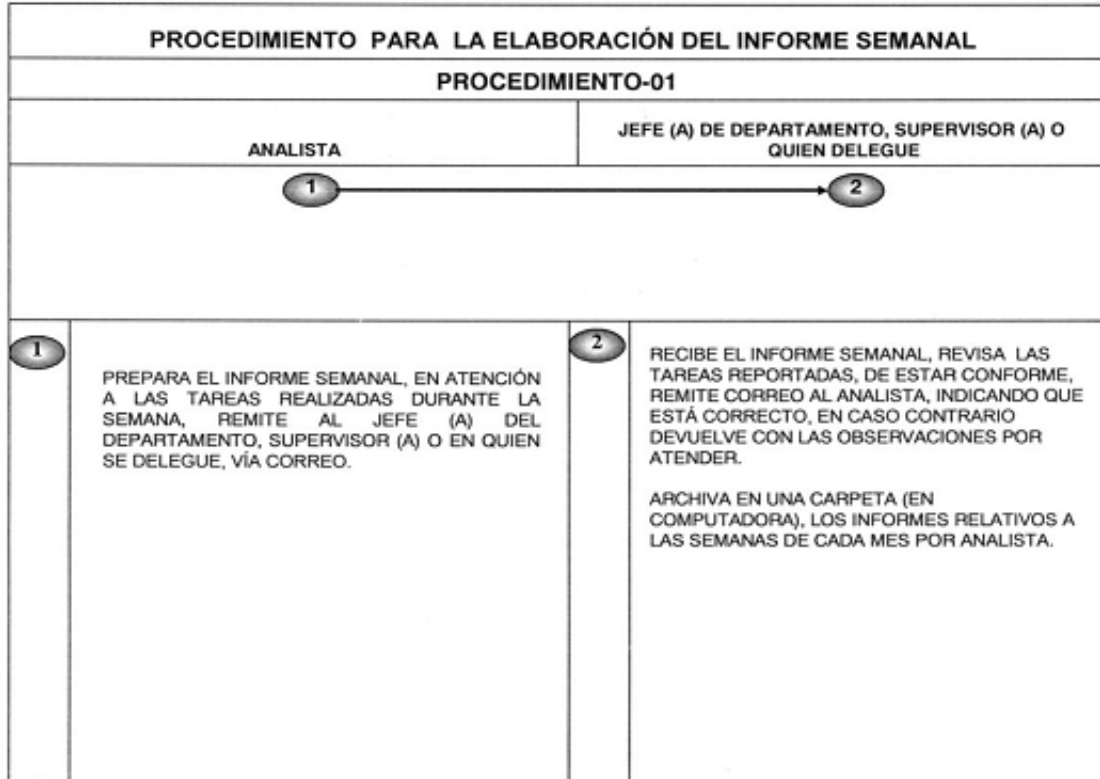 PROCEDIMIENTO PARA LA ELABORACIÓN DEL INFORME SEMANAL
PROCEDIMIENTO-01
ANALISTA
JEFE (A) DE DEPARTAMENTO, SUPERVISOR (A) O
QUIEN DELEGUE
1
2
1
PREPARA EL INFORME SEMANAL, EN ATENCIÓN
A LAS TAREAS REALIZADAS DURANTE LA
SEMANA, REMITE AL JEFE (A) DEL
DEPARTAMENTO, SUPERVISOR (A) O EN QUIEN
SE DELEGUE, VÍA CORREO.
2
RECIBE EL INFORME SEMANAL, REVISA LAS
TAREAS REPORTADAS, DE ESTAR CONFORME,
REMITE CORREO AL ANALISTA, INDICANDO QUE
ESTÁ CORRECTO, EN CASO CONTRARIO
DEVUELVE CON LAS OBSERVACIONES POR
ATENDER.
ARCHIVA EN UNA CARPETA (EN
COMPUTADORA), LOS INFORMES RELATIVOS A
LAS SEMANAS DE CADA MES POR ANALISTA.